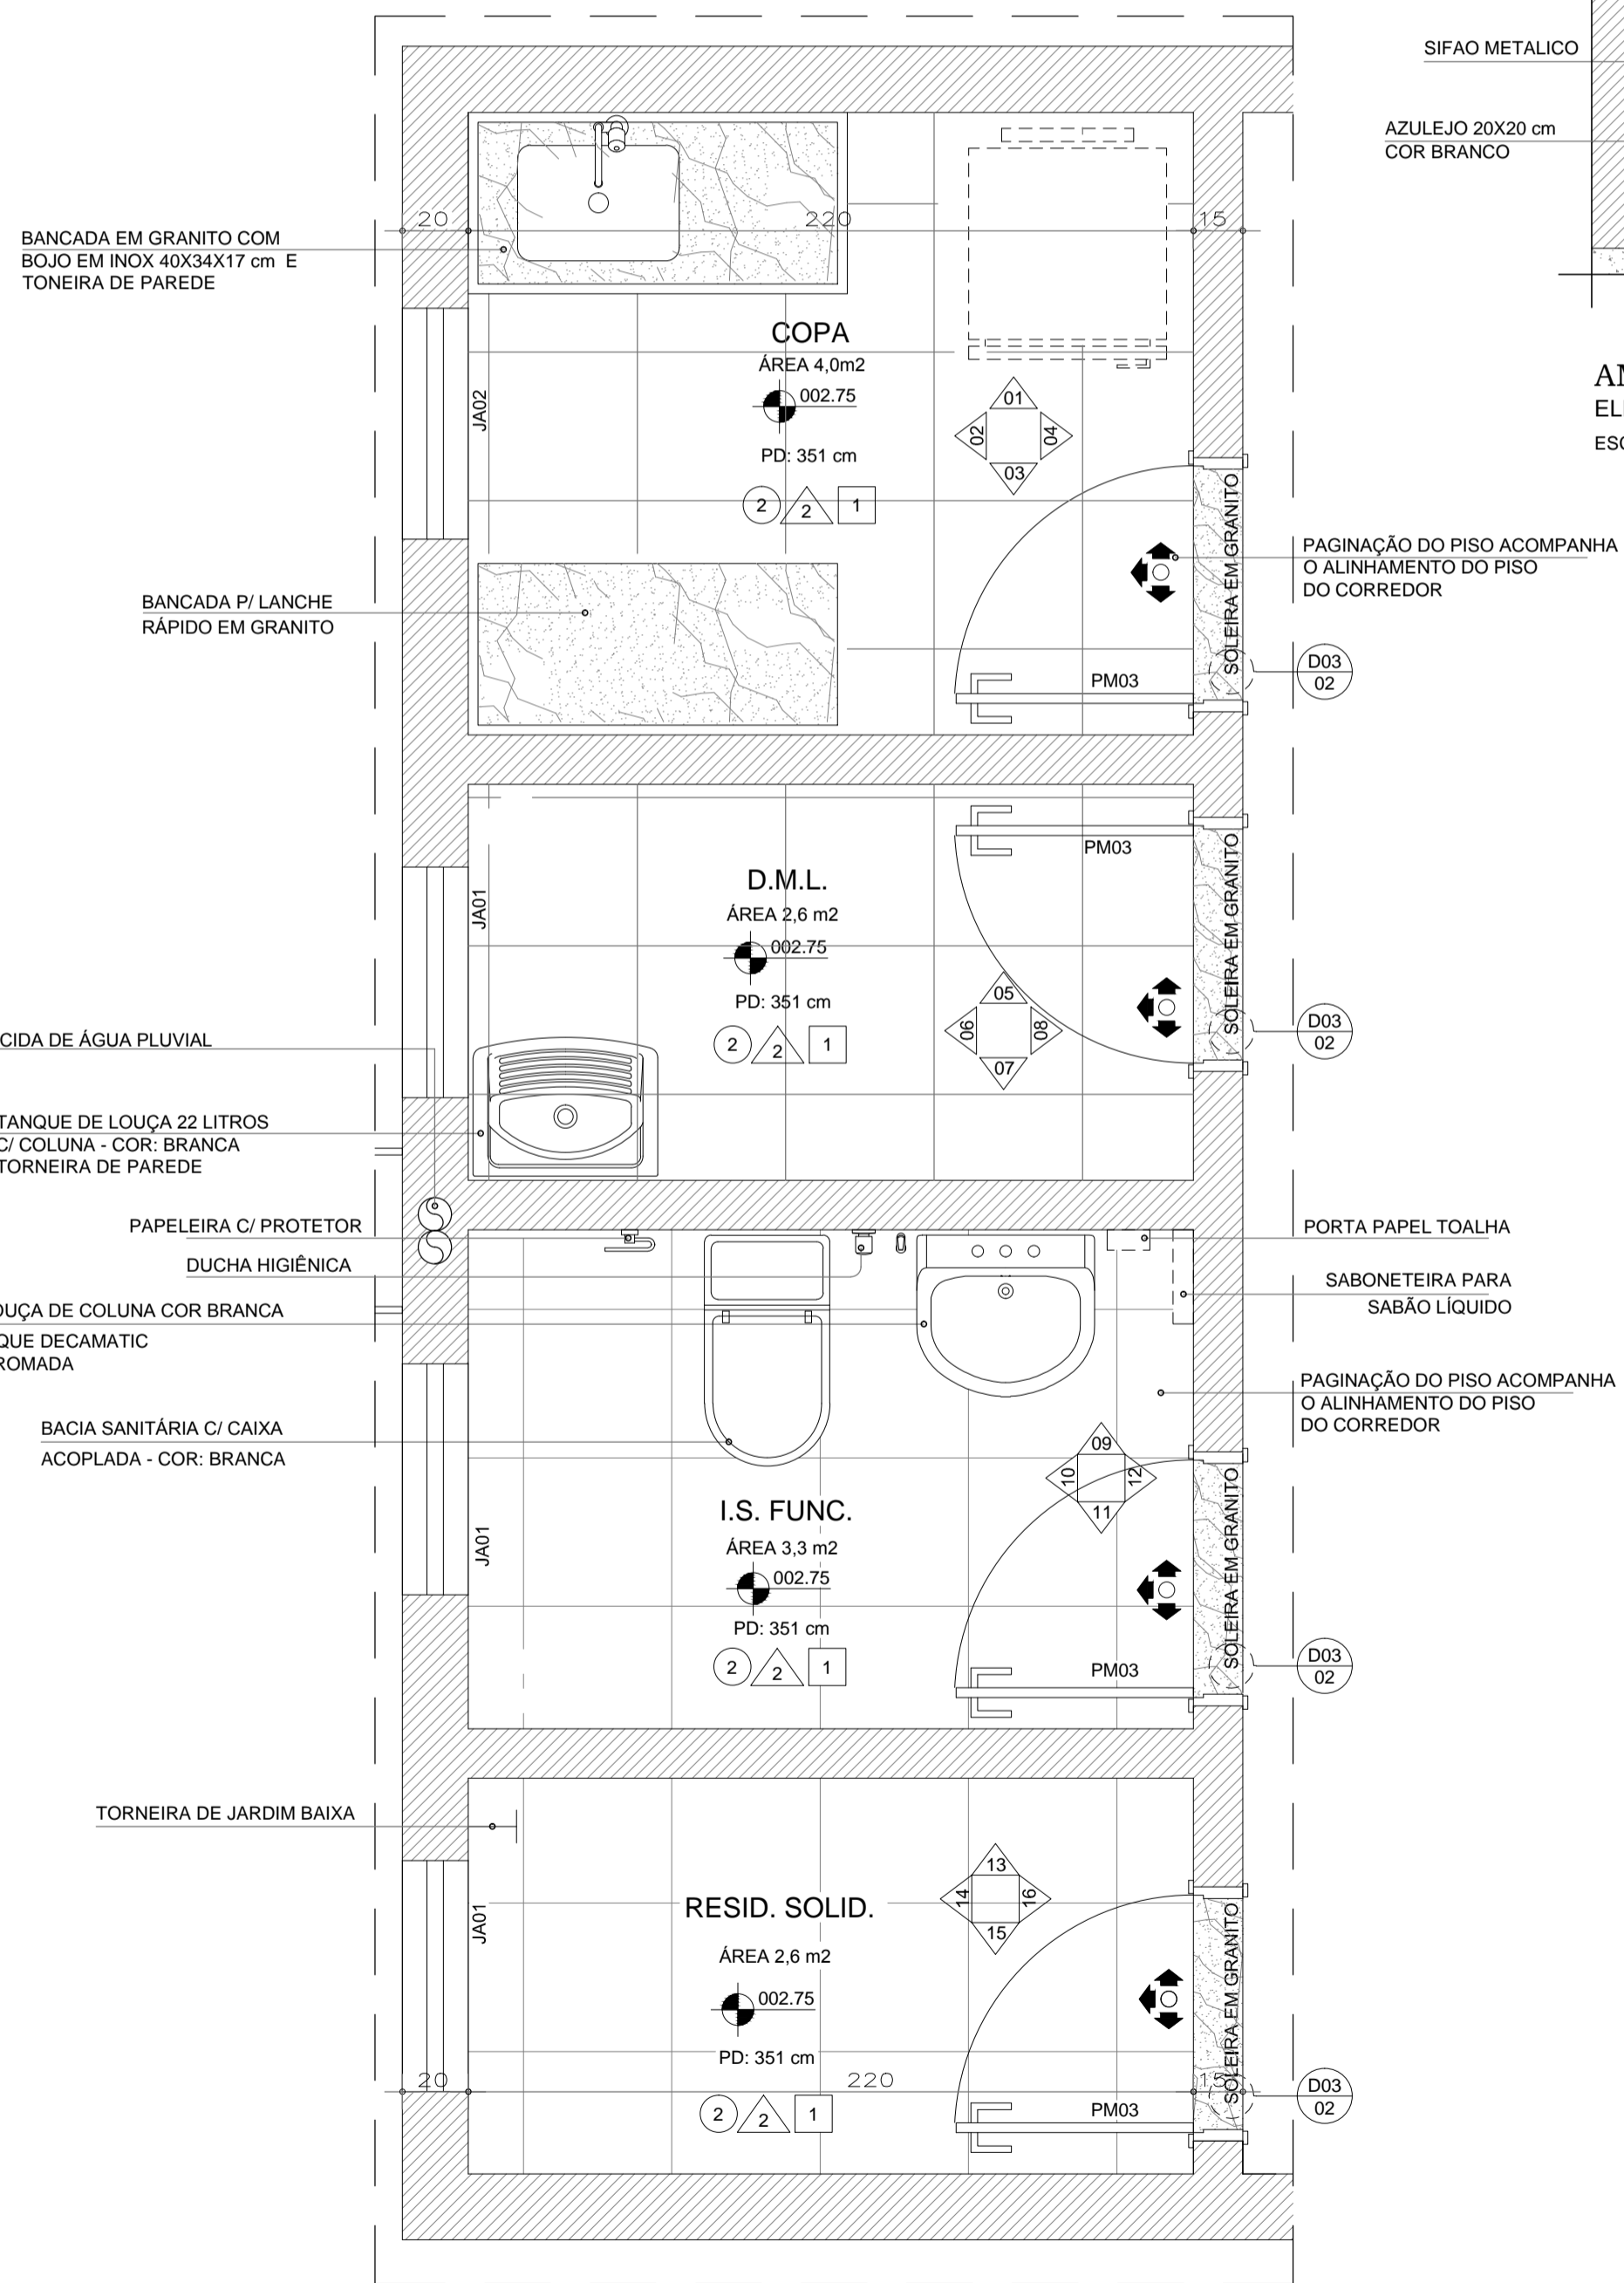 SIFAO METALICO
AZULEJO 20X20 cm
COR BRANCO
20
220
15
BANCADA EM GRANITO COM
BOJO EM INOX 40X34X17 cm E
TONEIRA DE PAREDE
COPA
ÁREA 4,0m2
002.75
PD: 351 cm
2
2
1
JA02
01
02
04
03
SOLEIRA EM GRANITO
PAGINAÇÃO DO PISO ACOMPANHA
O ALINHAMENTO DO PISO
DO CORREDOR
BANCADA P/ LANCHE
RÁPIDO EM GRANITO
PM03
D03
02
PM03
D.M.L.
ÁREA 2,6 m2
002.75
PD: 351 cm
2
2
1
JA01
05
06
08
07
SOLEIRA EM GRANITO
D03
02
CIDA DE ÁGUA PLUVIAL
TANQUE DE LOUÇA 22 LITROS
C/ COLUNA - COR: BRANCA
TORNEIRA DE PAREDE
PAPELEIRA C/ PROTETOR
DUCHA HIGIÊNICA
OUÇA DE COLUNA COR BRANCA
QUE DECAMATIC
ROMADA
BACIA SANITÁRIA C/ CAIXA
ACOPLADA - COR: BRANCA
PORTA PAPEL TOALHA
SABONETEIRA PARA
SABÃO LÍQUIDO
PAGINAÇÃO DO PISO ACOMPANHA
O ALINHAMENTO DO PISO
DO CORREDOR
09
10
12
11
I.S. FUNC.
ÁREA 3,3 m2
002.75
PD: 351 cm
2
2
1
JA01
SOLEIRA EM GRANITO
PM03
D03
02
TORNEIRA DE JARDIM BAIXA
13
14
16
15
RESID. SOLID.
ÁREA 2,6 m2
002.75
PD: 351 cm
JA01
SOLEIRA EM GRANITO
20
220
15
2
2
1
PM03
D03
02